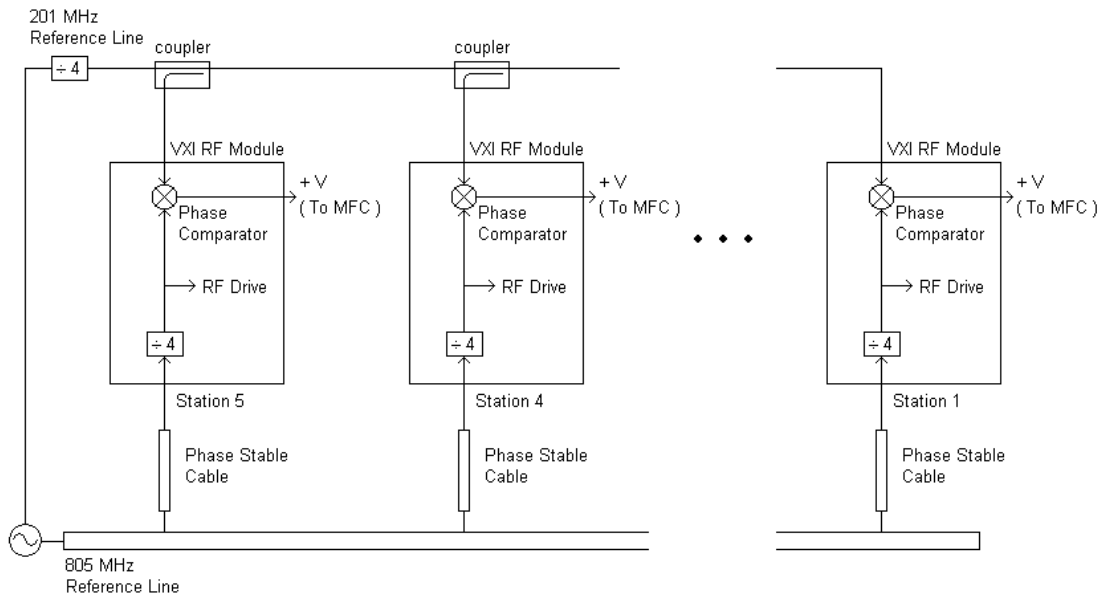 201 MHz
Reference Line
÷ 4
coupler
coupler
VXI RF Module
+ V
( To MFC )
Phase
Comparator
RF Drive
÷ 4
Station 5
Phase Stable
Cable
VXI RF Module
+ V
( To MFC )
Phase
Comparator
RF Drive
÷ 4
Station 4
Phase Stable
Cable
VXI RF Module
+ V
( To MFC )
Phase
Comparator
RF Drive
÷ 4
Station 1
Phase Stable
Cable
805 MHz
Reference Line